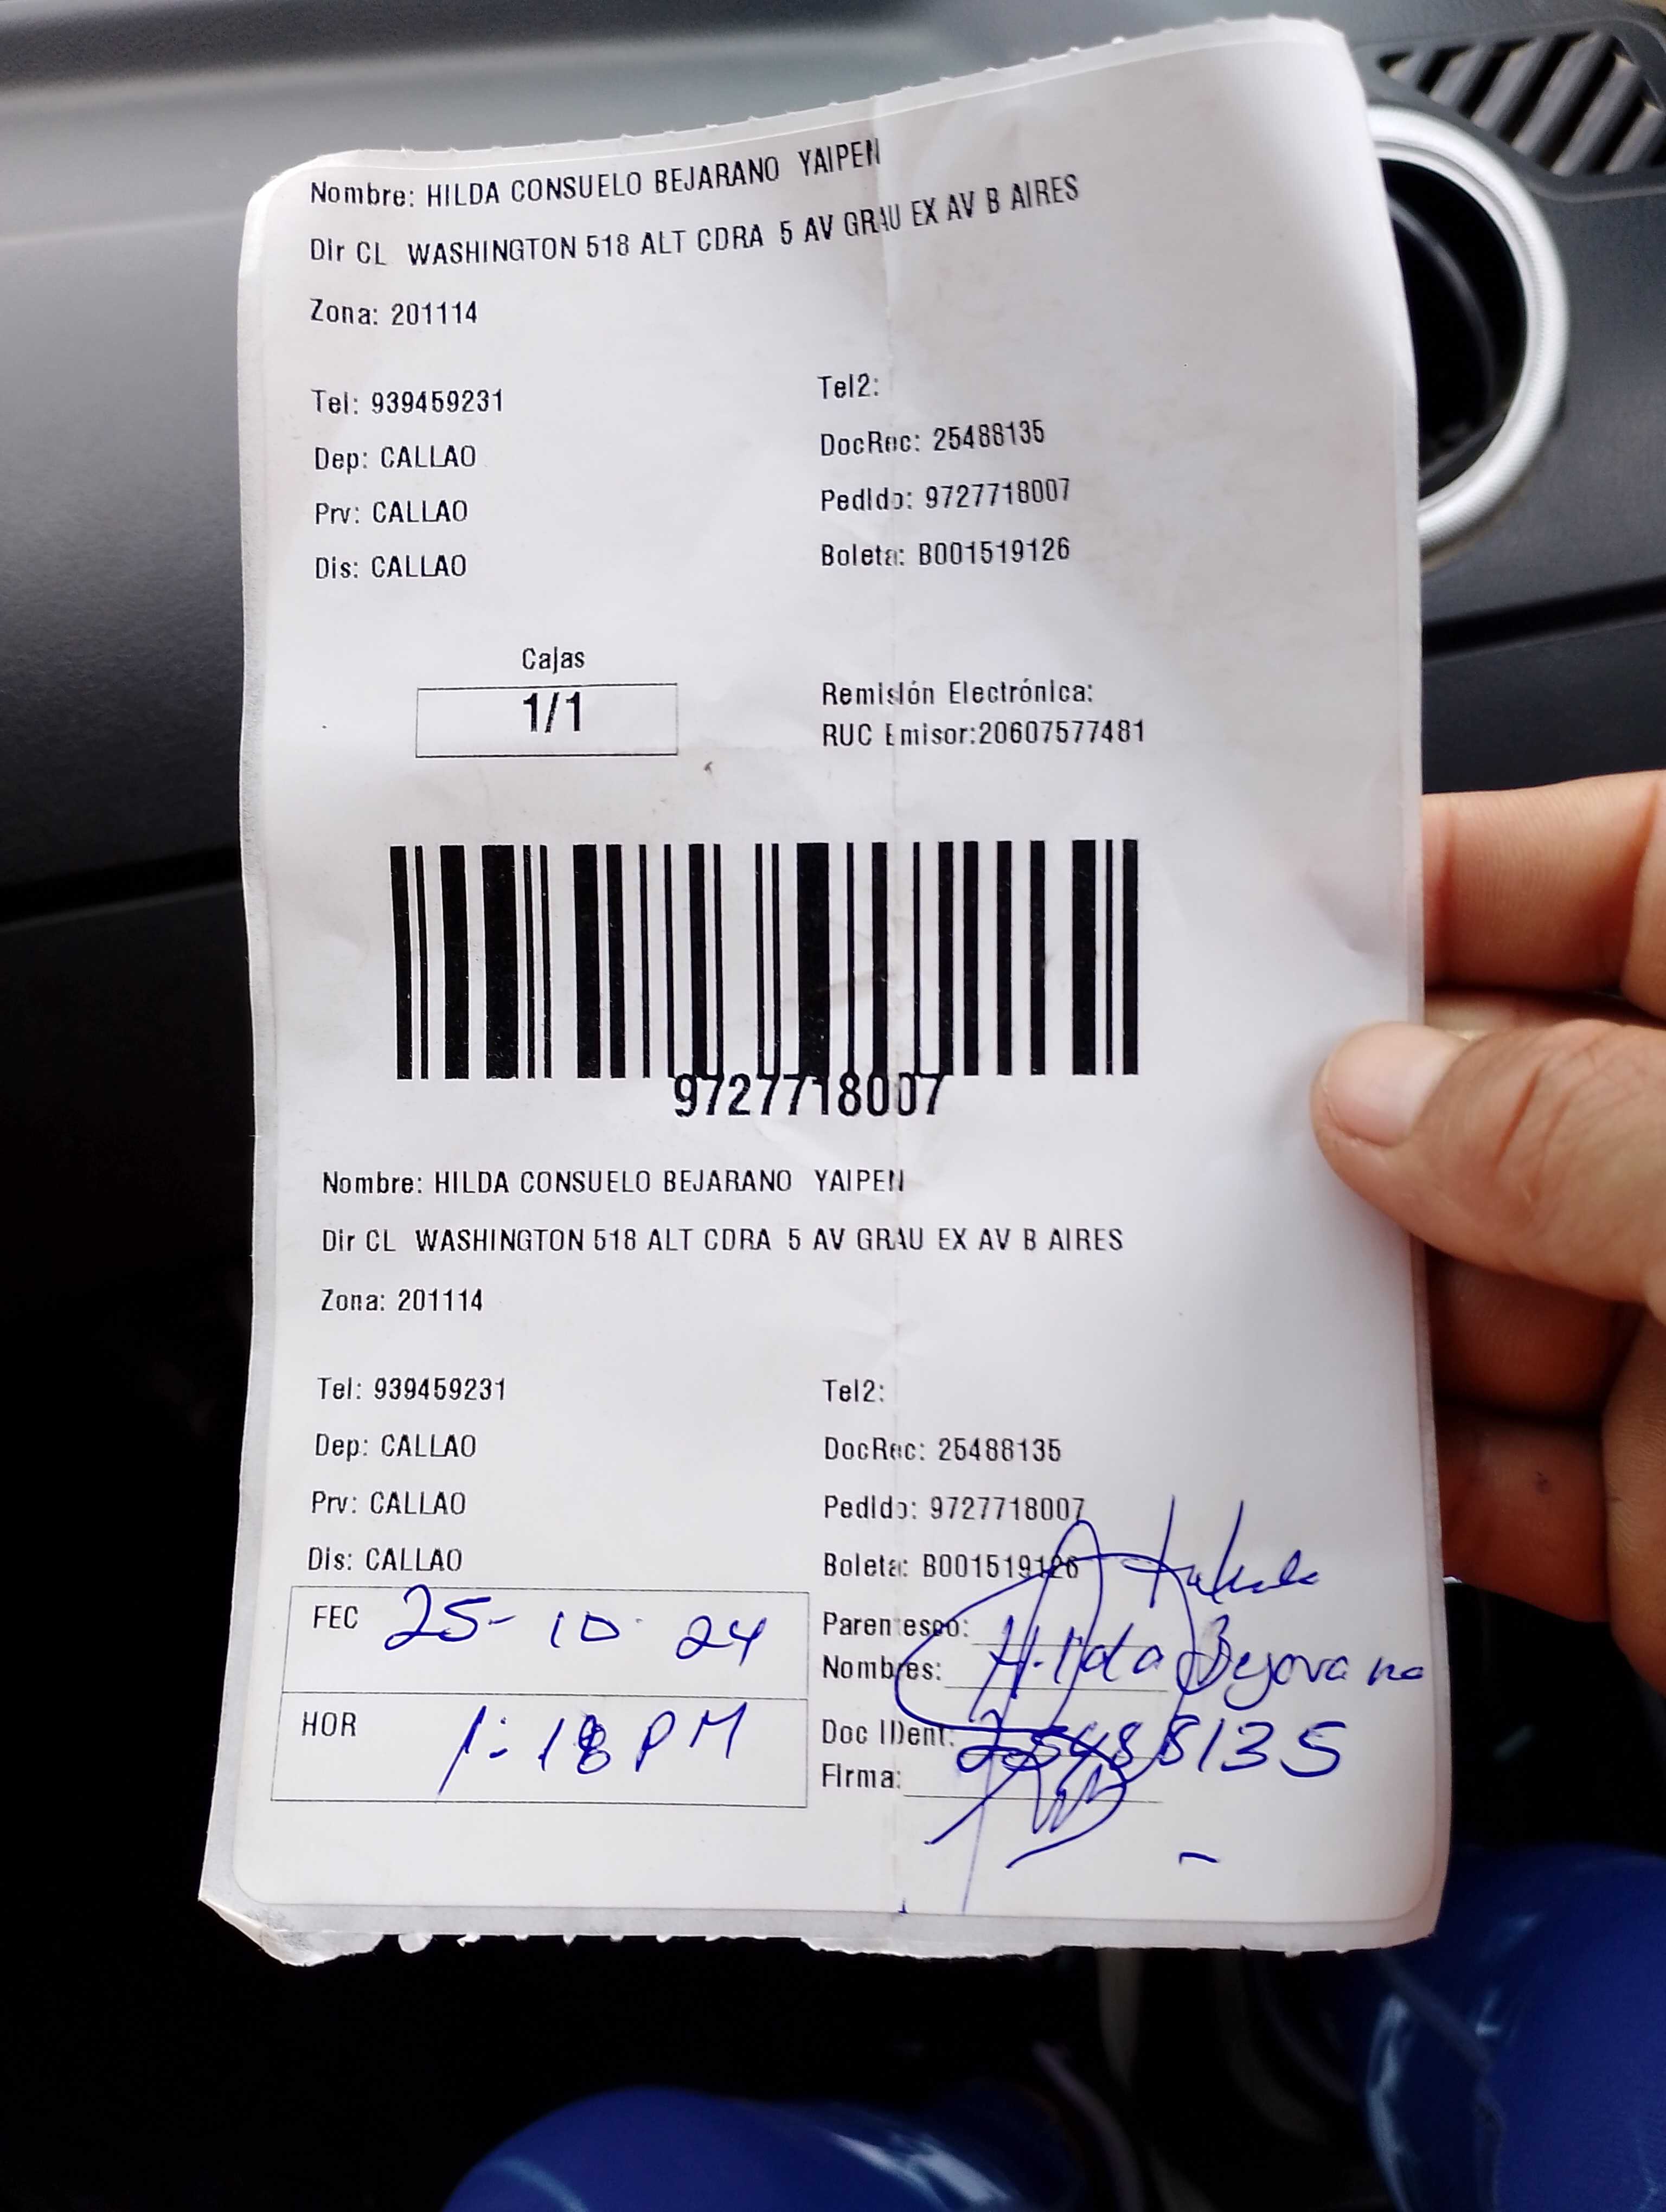 Nombre: HILDA CONSUELO BEJARANO YAIPEN
Dir CL WASHINGTON 518 ALT CDRA 5 AV GRAU EX AV B AIRES
Zona: 201114
Tel: 939459231
Tel2:
Dep: CALLAO
DocRec: 25488135
Prv: CALLAO
Pedido: 9727718007
Dis: CALLAO
Boleta: B001519126
Cajas
1/1
Remisión Electrónica:
RUC Emisor:20607577481
9727718007
Nombre: HILDA CONSUELO BEJARANO YAIPEN
Dir CL WASHINGTON 518 ALT CDRA 5 AV GRAU EX AV B AIRES
Zona: 201114
Tel: 939459231
Tel2:
Dep: CALLAO
DocRec: 25488135
Prv: CALLAO
Pedido: 9727718007
Dis: CALLAO
Boleta: B001519126
FEC 25-10-24
Parentesco:
Nombres: Hilda Bejarano
HOR 1:18 PM
Doc IDent: 25488135
Firma: